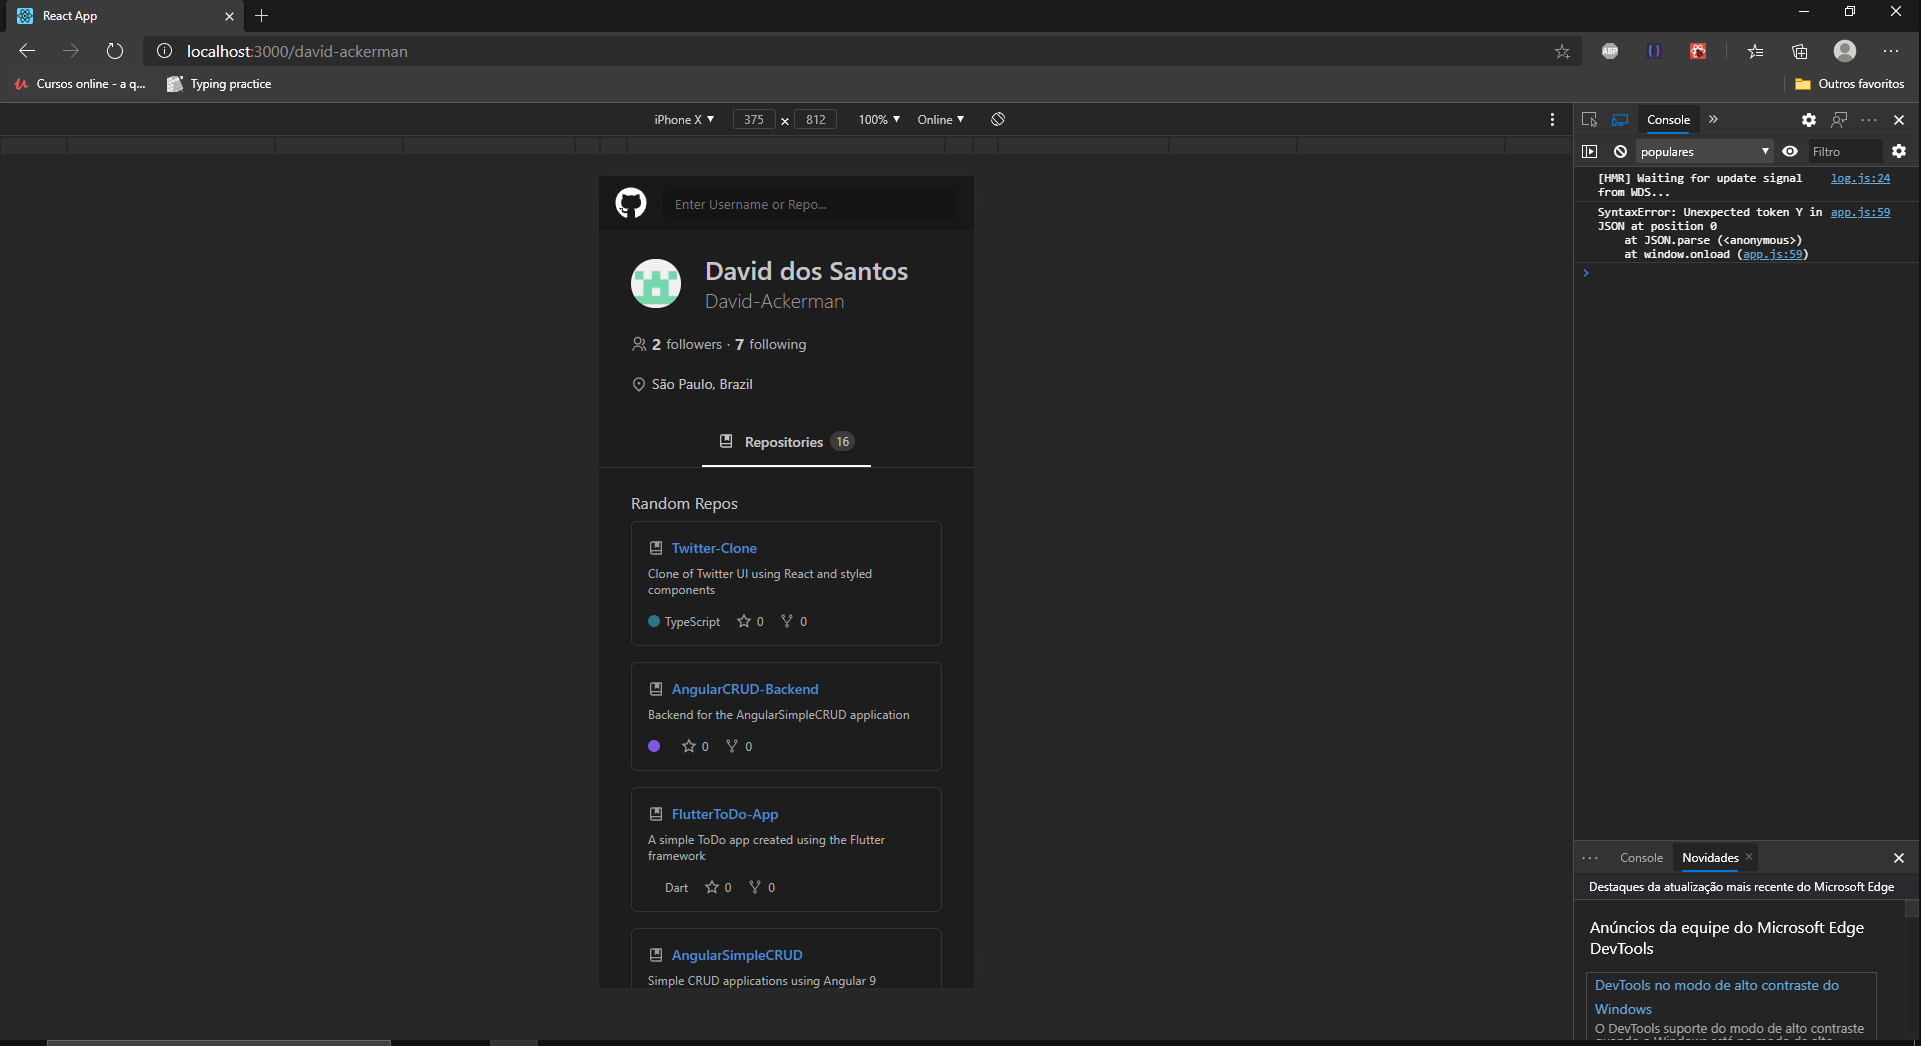 React App
localhost:3000/david-ackerman
ABP
Cursos online - a q...
Typing practice
Outros favoritos
iPhone X
375 x 812
100%
Online
Console
populares
Filtro
[HMR] Waiting for update signal from WDS...
log.js:24
SyntaxError: Unexpected token Y in
app.js:59
JSON at position 0
at JSON.parse (<anonymous>)
at window.onload (app.js:59)
Enter Username or Repo...
David dos Santos
David-Ackerman
2 followers · 7 following
São Paulo, Brazil
Repositories 16
Random Repos
Twitter-Clone
Clone of Twitter UI using React and styled
components
TypeScript 0 0
AngularCRUD-Backend
Backend for the AngularSimpleCRUD application
0 0
FlutterToDo-App
A simple ToDo app created using the Flutter
framework
Dart 0 0
AngularSimpleCRUD
Simple CRUD applications using Angular 9
Console
Novidades
Destaques da atualização mais recente do Microsoft Edge
Anúncios da equipe do Microsoft Edge
DevTools
DevTools no modo de alto contraste do
Windows
O DevTools suporte do modo de alto contraste